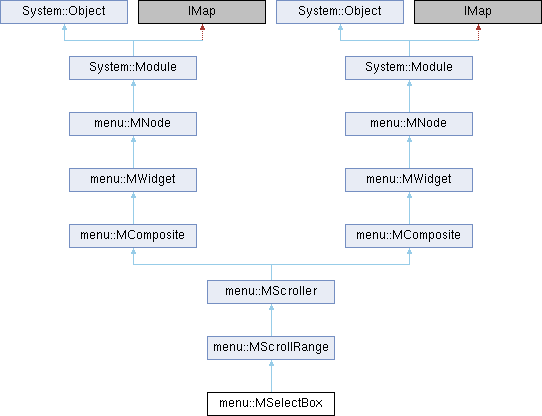 System::Object
IMap
System::Object
IMap
System::Module
System::Module
menu::MNode
menu::MNode
menu::MWidget
menu::MWidget
menu::MComposite
menu::MComposite
menu::MScroller
menu::MScrollRange
menu::MSelectBox